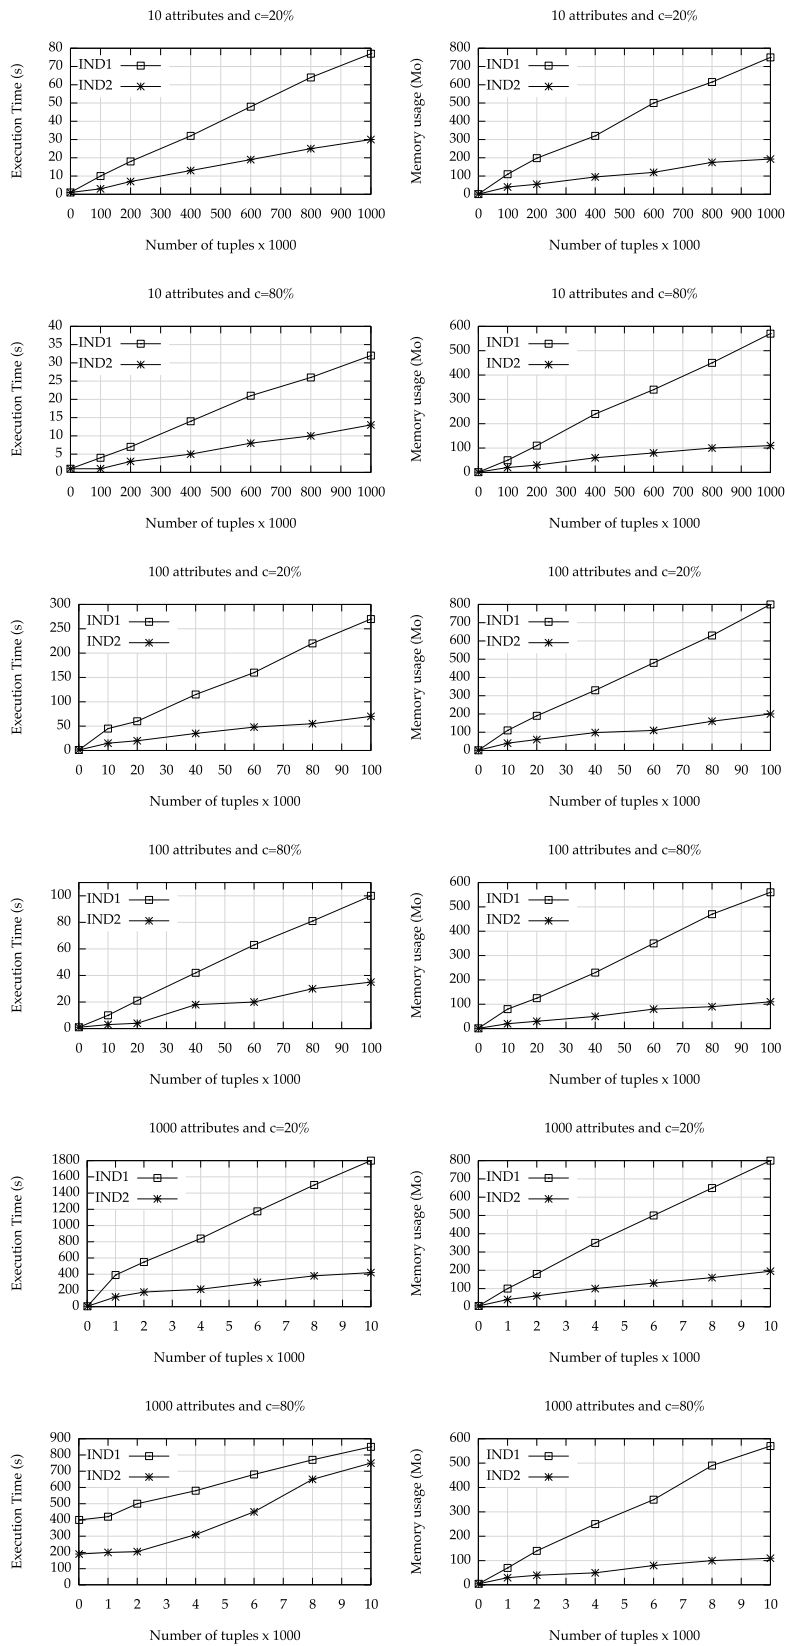 10 attributes and c=20%
Execution Time (s)
80
70
60
50
40
30
20
10
0
IND1
IND2
0 100 200 300 400 500 600 700 800 900 1000
Number of tuples x 1000
10 attributes and c=20%
Memory usage (Mo)
800
700
600
500
400
300
200
100
0
IND1
IND2
0 100 200 300 400 500 600 700 800 900 1000
Number of tuples x 1000
10 attributes and c=80%
Execution Time (s)
40
35
30
25
20
15
10
5
0
IND1
IND2
0 100 200 300 400 500 600 700 800 900 1000
Number of tuples x 1000
10 attributes and c=80%
Memory usage (Mo)
600
500
400
300
200
100
0
IND1
IND2
0 100 200 300 400 500 600 700 800 900 1000
Number of tuples x 1000
100 attributes and c=20%
Execution Time (s)
300
250
200
150
100
50
0
IND1
IND2
0 10 20 30 40 50 60 70 80 90 100
Number of tuples x 1000
100 attributes and c=20%
Memory usage (Mo)
800
700
600
500
400
300
200
100
0
IND1
IND2
0 10 20 30 40 50 60 70 80 90 100
Number of tuples x 1000
100 attributes and c=80%
Execution Time (s)
100
80
60
40
20
0
IND1
IND2
0 10 20 30 40 50 60 70 80 90 100
Number of tuples x 1000
100 attributes and c=80%
Memory usage (Mo)
600
500
400
300
200
100
0
IND1
IND2
0 10 20 30 40 50 60 70 80 90 100
Number of tuples x 1000
1000 attributes and c=20%
Execution Time (s)
1800
1600
1400
1200
1000
800
600
400
200
0
IND1
IND2
0 1 2 3 4 5 6 7 8 9 10
Number of tuples x 1000
1000 attributes and c=20%
Memory usage (Mo)
800
700
600
500
400
300
200
100
0
IND1
IND2
0 1 2 3 4 5 6 7 8 9 10
Number of tuples x 1000
1000 attributes and c=80%
Execution Time (s)
900
800
700
600
500
400
300
200
100
0
IND1
IND2
0 1 2 3 4 5 6 7 8 9 10
Number of tuples x 1000
1000 attributes and c=80%
Memory usage (Mo)
600
500
400
300
200
100
0
IND1
IND2
0 1 2 3 4 5 6 7 8 9 10
Number of tuples x 1000